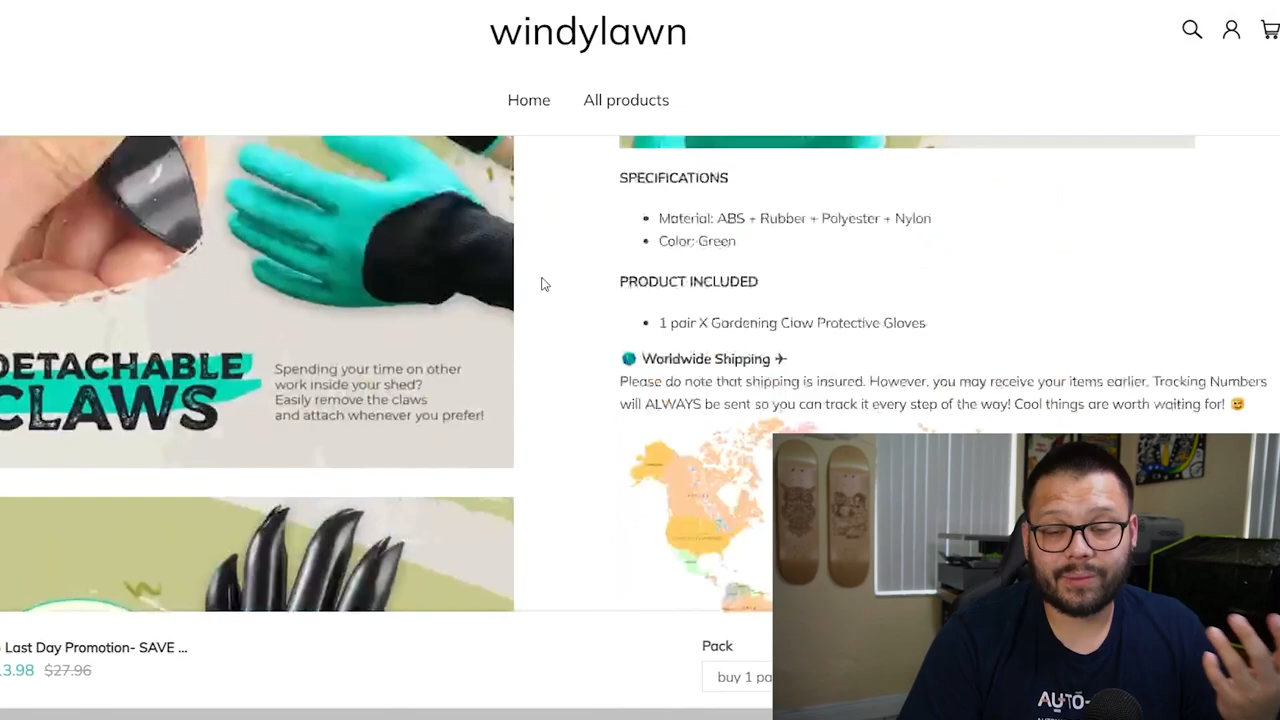 windylawn
Home
All products
DETACHABLE
CLAWS
Spending your time on other
work inside your shed?
Easily remove the claws
and attach whenever you prefer!
SPECIFICATIONS
Material: ABS + Rubber + Polyester + Nylon
Color: Green
PRODUCT INCLUDED
1 pair X Gardening Claw Protective Gloves
Worldwide Shipping ✈
Please do note that shipping is insured. However, you may receive your items earlier. Tracking Numbers
will ALWAYS be sent so you can track it every step of the way! Cool things are worth waiting for! 😉
Last Day Promotion- SAVE ...
3.98 $27.96
Pack
buy 1 pa
AUTO-